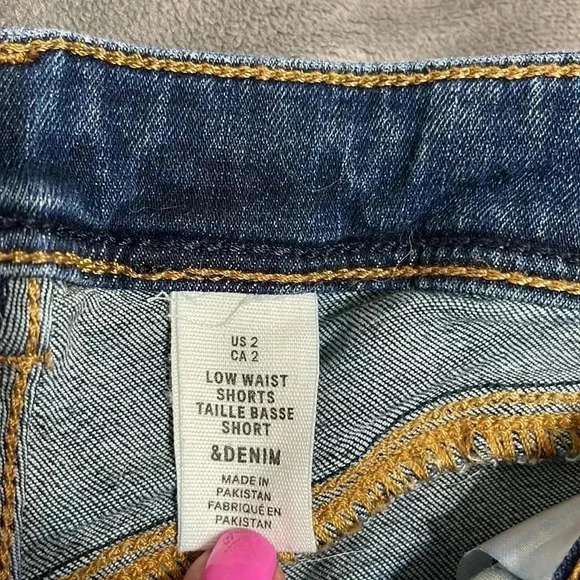 US 2
CA 2
LOW WAIST
SHORTS
TAILLE BASSE
SHORT
&DENIM
MADE IN
PAKISTAN
FABRIQUÉ EN
PAKISTAN